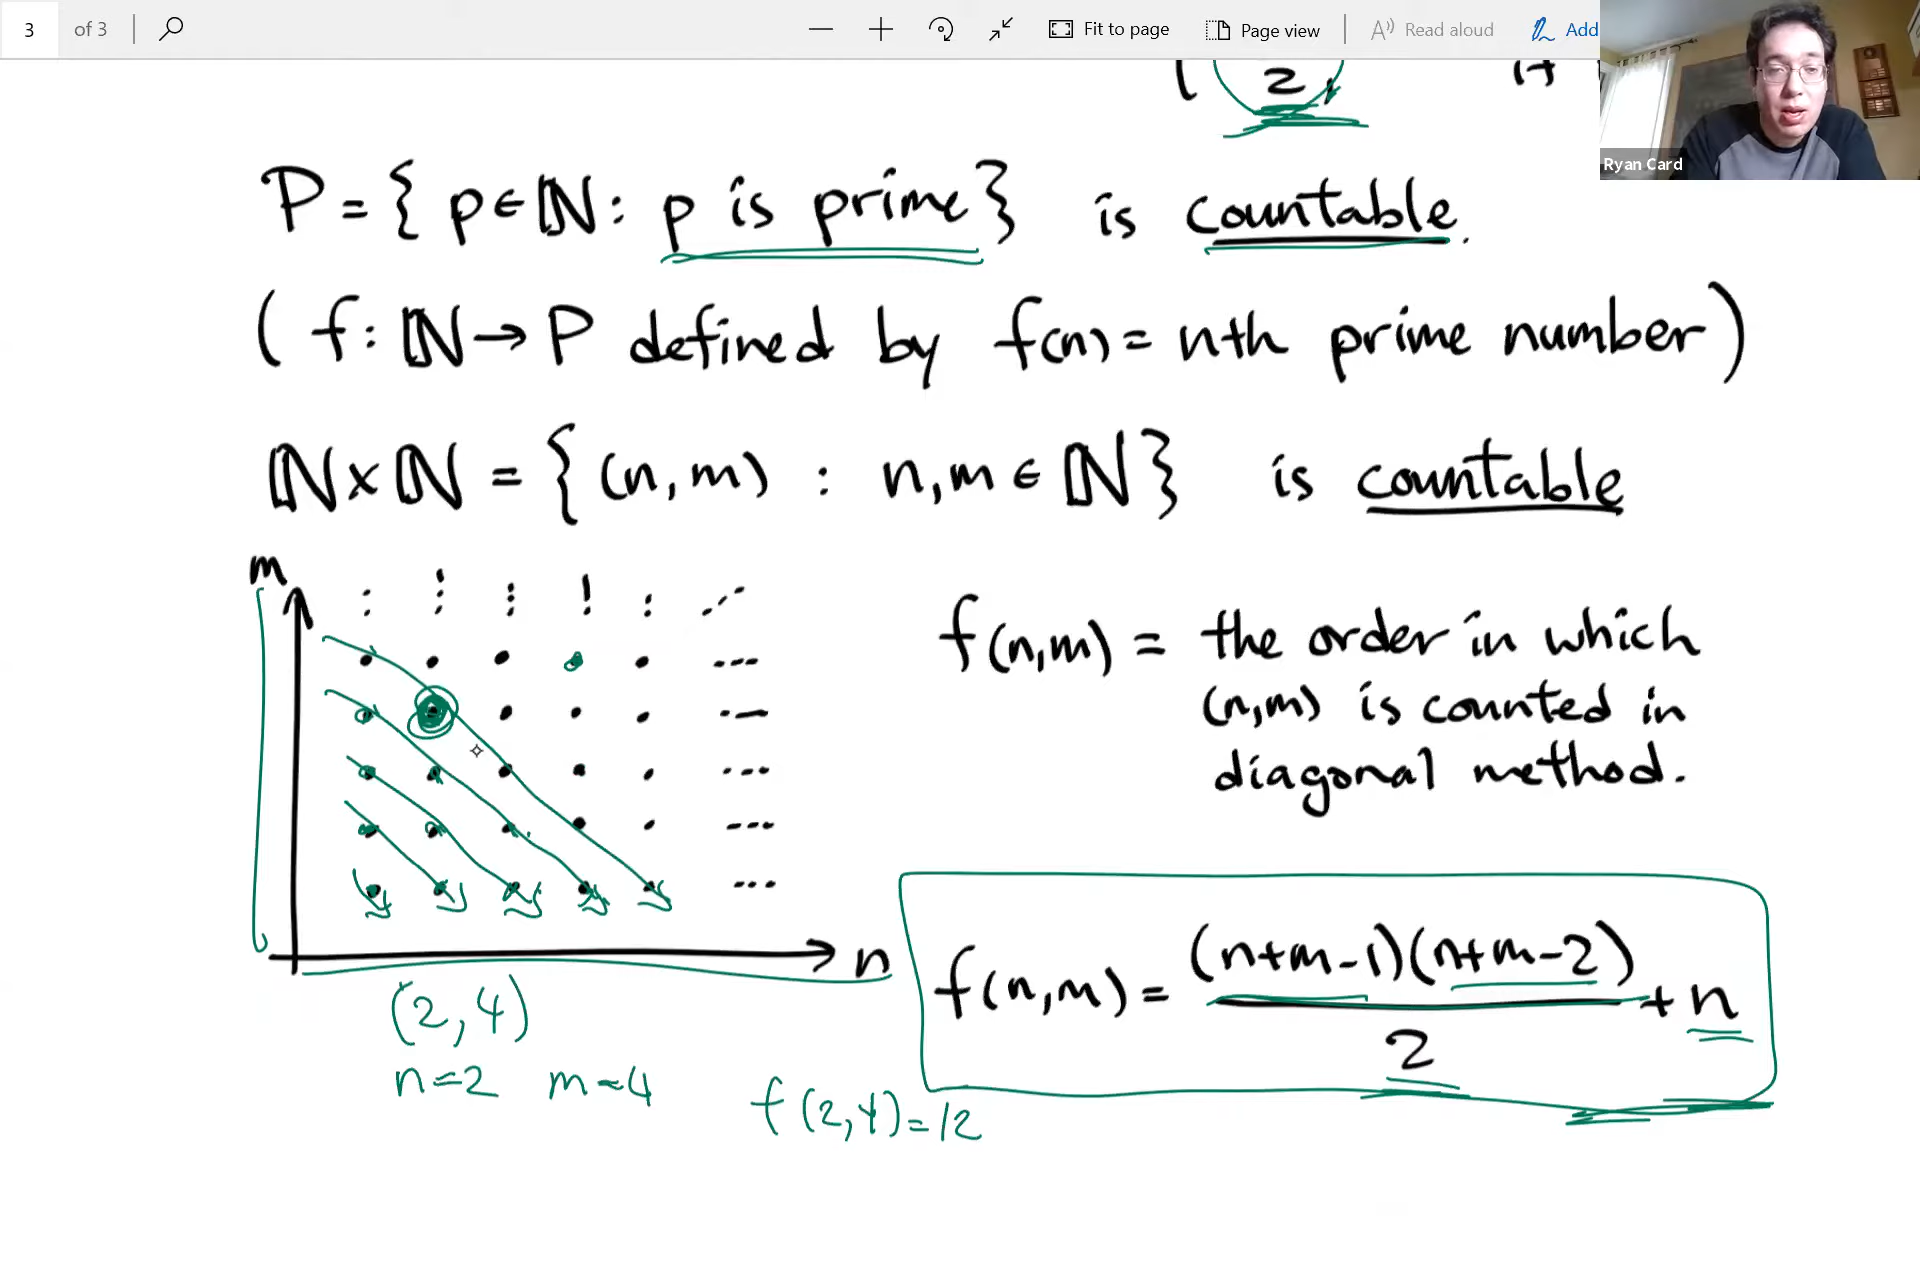 3 of 3 Fit to page Page view Read aloud Add
2
Ryan Card
P = { p ∈ ℕ : p is prime } is countable.
( f : ℕ → P defined by f(n) = nth prime number )
ℕ × ℕ = { (n, m) : n, m ∈ ℕ } is countable
m
f(n,m) = the order in which
(n,m) is counted in
diagonal method.
n
f(n,m) = (n+m-1)(n+m-2)/2 + n
(2,4)
n=2 m=4
f(2,4)=12